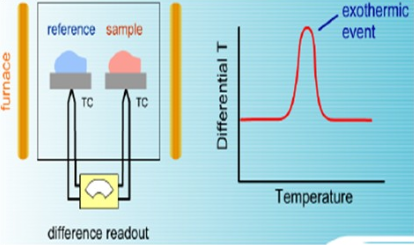 furnace
reference sample
TC TC
difference readout
Differential T
exothermic
event
Temperature